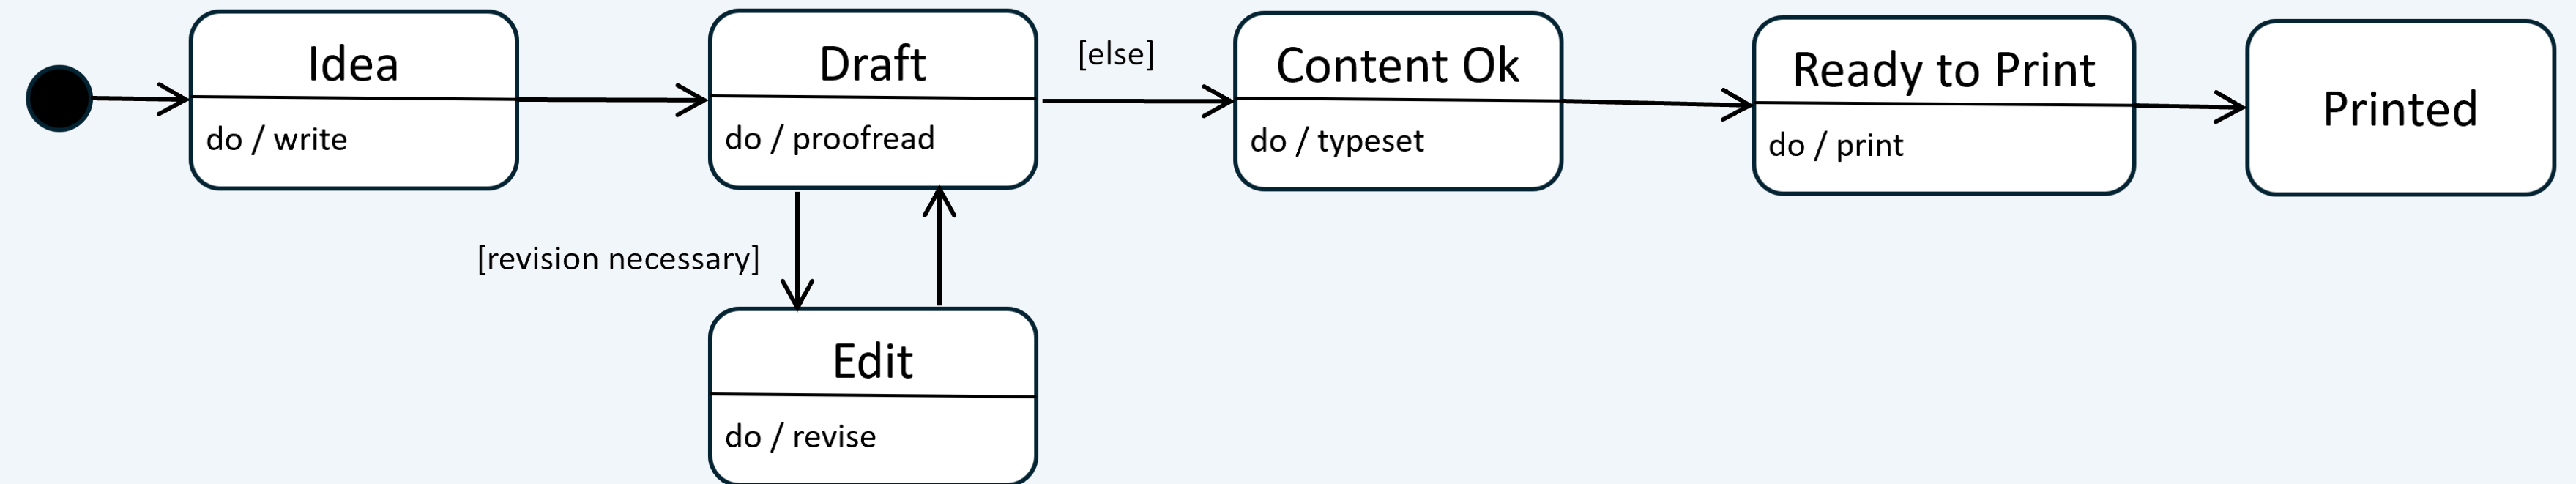 Idea
do / write
Draft
do / proofread
[else]
Content Ok
do / typeset
Ready to Print
do / print
Printed
[revision necessary]
Edit
do / revise